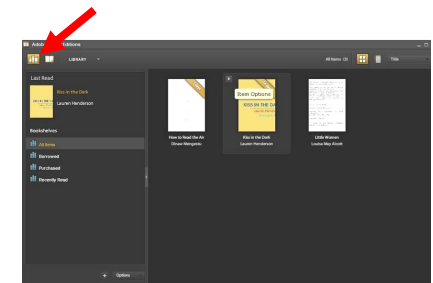 Adobe Editions
LIBRARY
All Items (3)
Title
Last Read
Kiss in the Dark
Lauren Henderson
Bookshelves
All Items
Borrowed
Purchased
Recently Read
Options
Item Options
KISS IN THE DA
How to Read the Air
Dinaw Mengestu
Kiss in the Dark
Lauren Henderson
Little Women
Louisa May Alcott